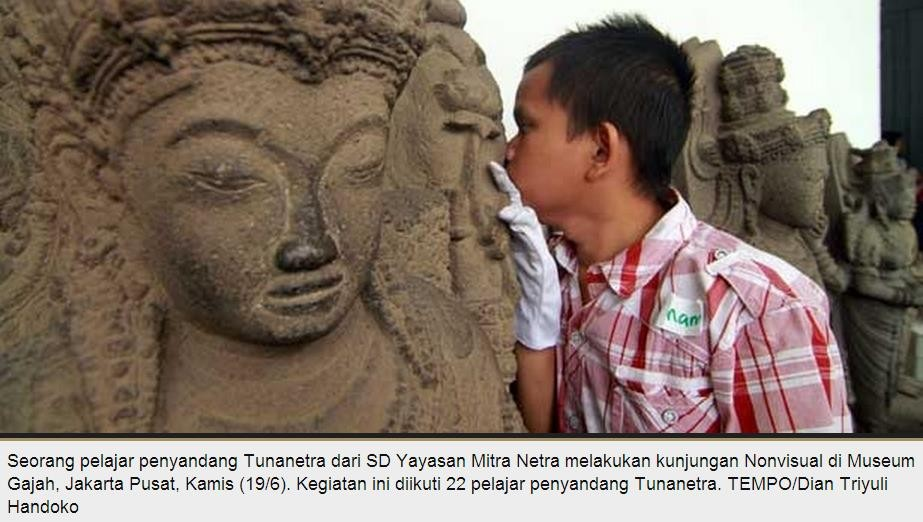 nam
Seorang pelajar penyandang Tunanetra dari SD Yayasan Mitra Netra melakukan kunjungan Nonvisual di Museum
Gajah, Jakarta Pusat, Kamis (19/6). Kegiatan ini diikuti 22 pelajar penyandang Tunanetra. TEMPO/Dian Triyuli
Handoko